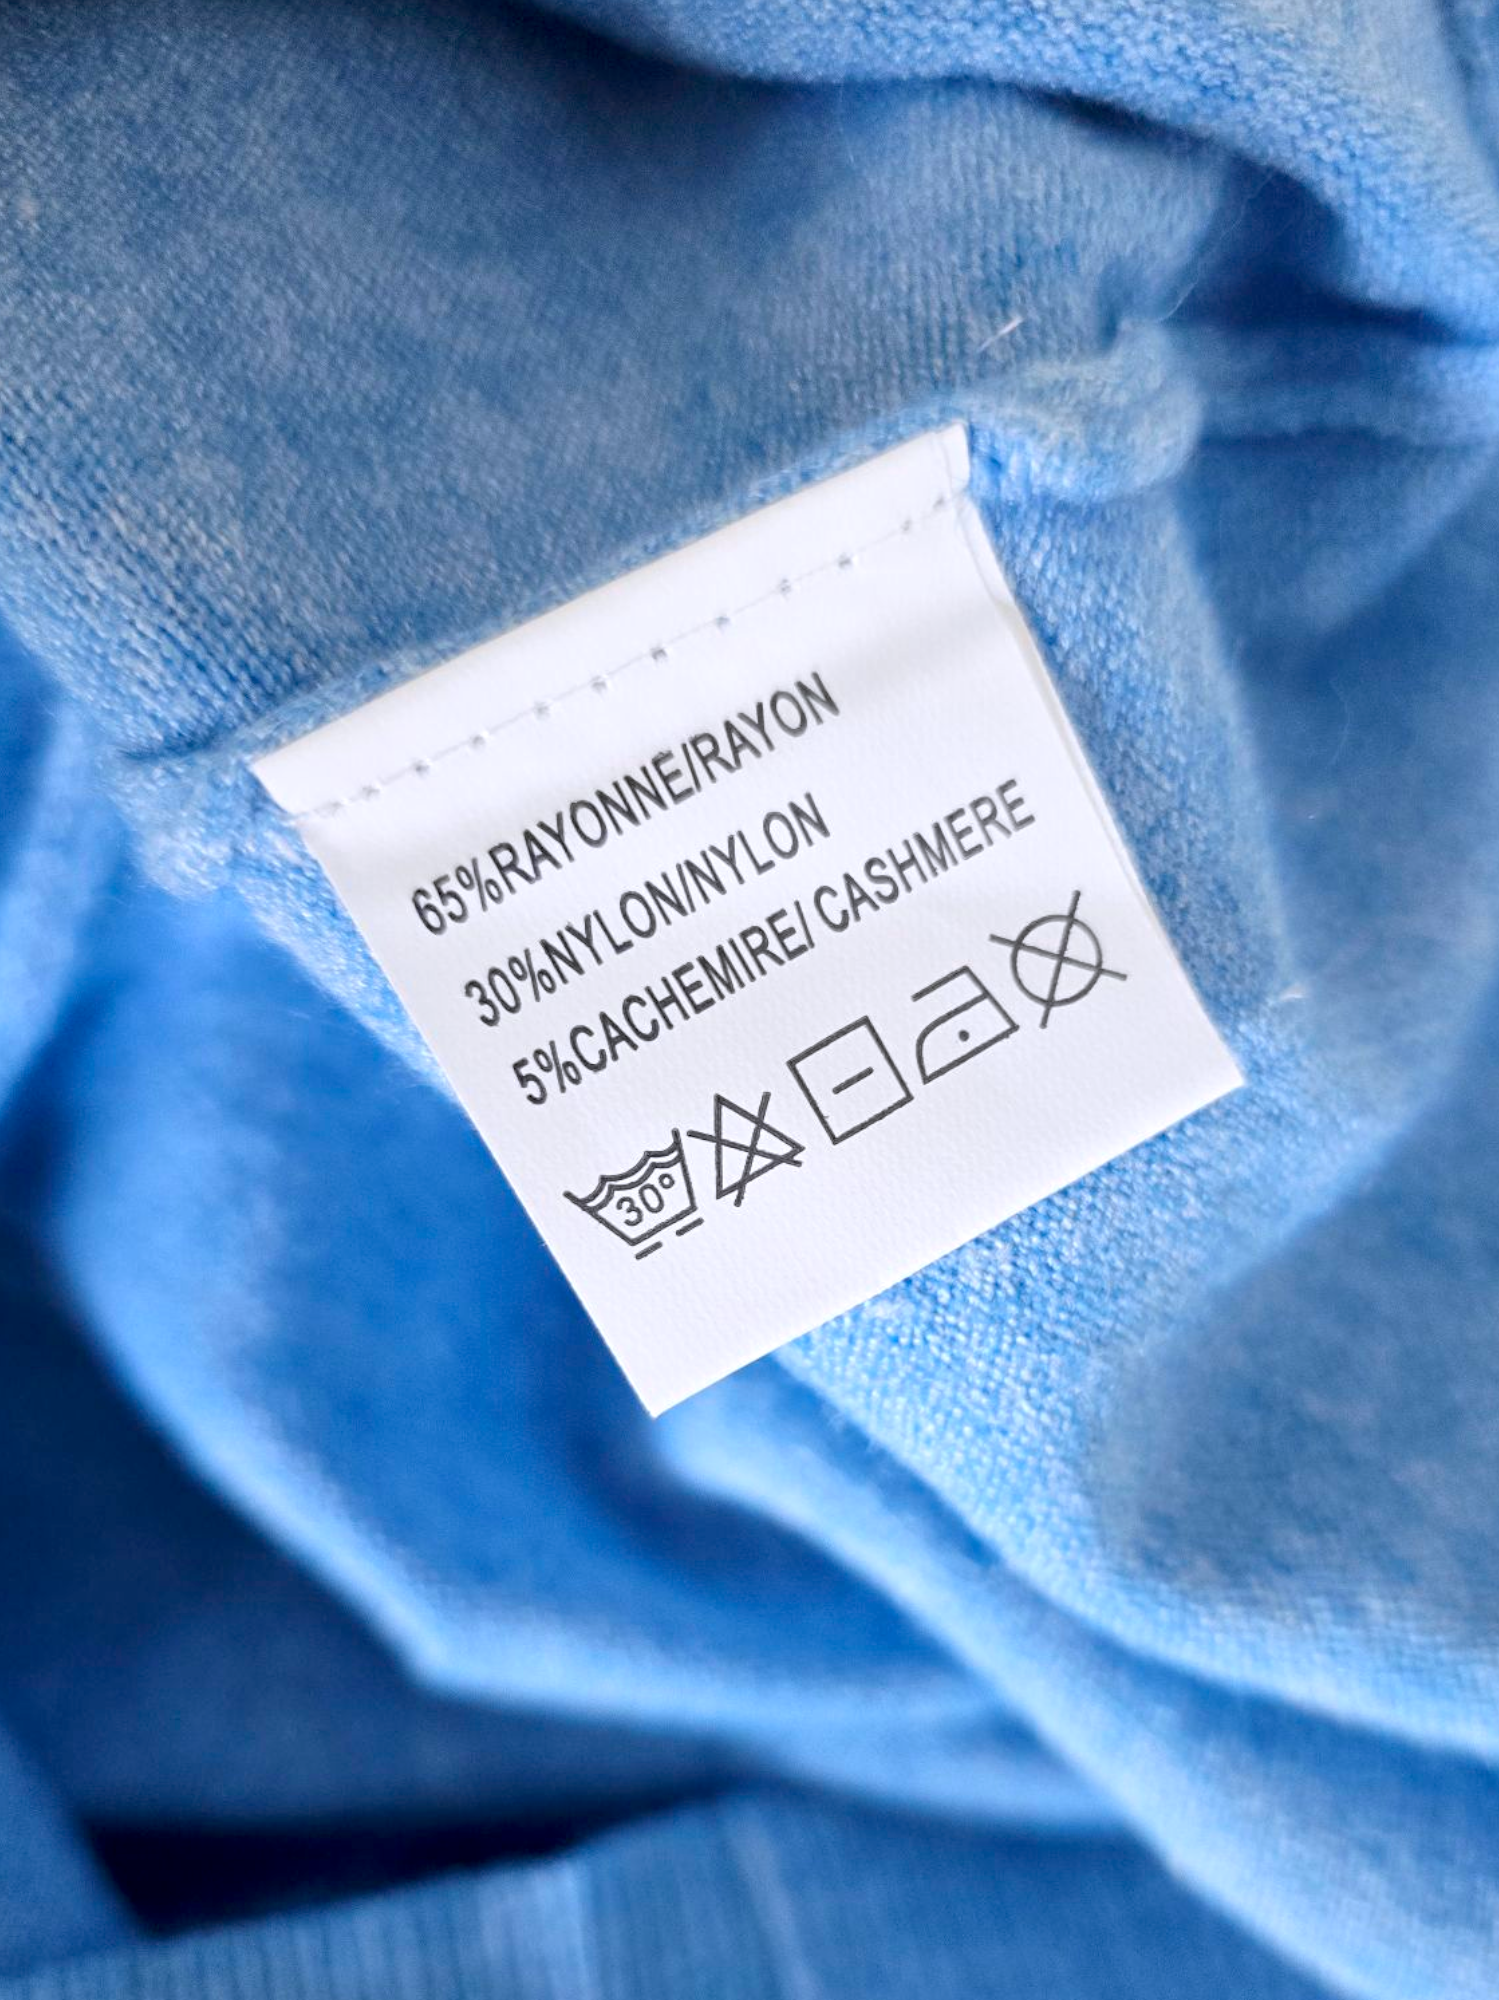 65%RAYONNE/RAYON
30%NYLON/NYLON
5%CACHEMIRE/ CASHMERE
30°